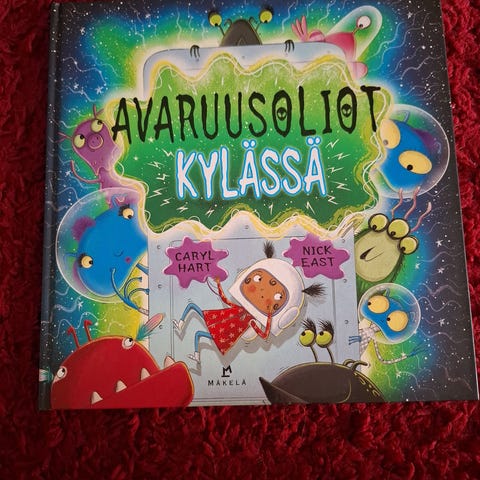 AVARUUSOLIOT
KYLÄSSÄ
CARYL
HART
NICK
EAST
MÄKELÄ